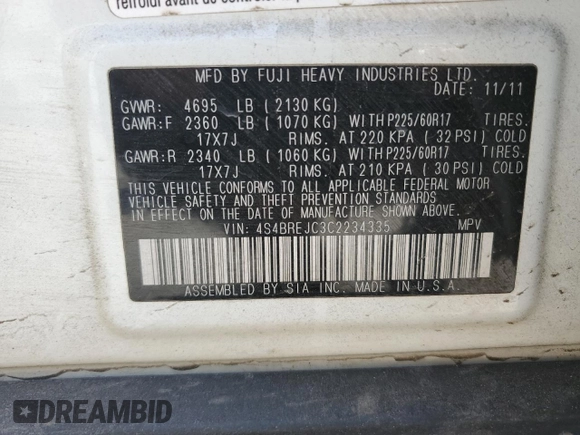 refroidi avant de
MFD BY FUJI HEAVY INDUSTRIES LTD.
DATE: 11/11
GVWR: 4695 LB ( 2130 KG)
GAWR:F 2360 LB ( 1070 KG) WITH P225/60R17 TIRES.
17X7J RIMS. AT 220 KPA ( 32 PSI) COLD
GAWR:R 2340 LB ( 1060 KG) WITH P225/60R17 TIRES.
17X7J RIMS. AT 210 KPA ( 30 PSI) COLD
THIS VEHICLE CONFORMS TO ALL APPLICABLE FEDERAL MOTOR
VEHICLE SAFETY AND THEFT PREVENTION STANDARDS
IN EFFECT ON THE DATE OF MANUFACTURE SHOWN ABOVE.
VIN: 4S4BREJC3C2234335 MPV
ASSEMBLED BY SIA INC. MADE IN U.S.A.
DREAMBID